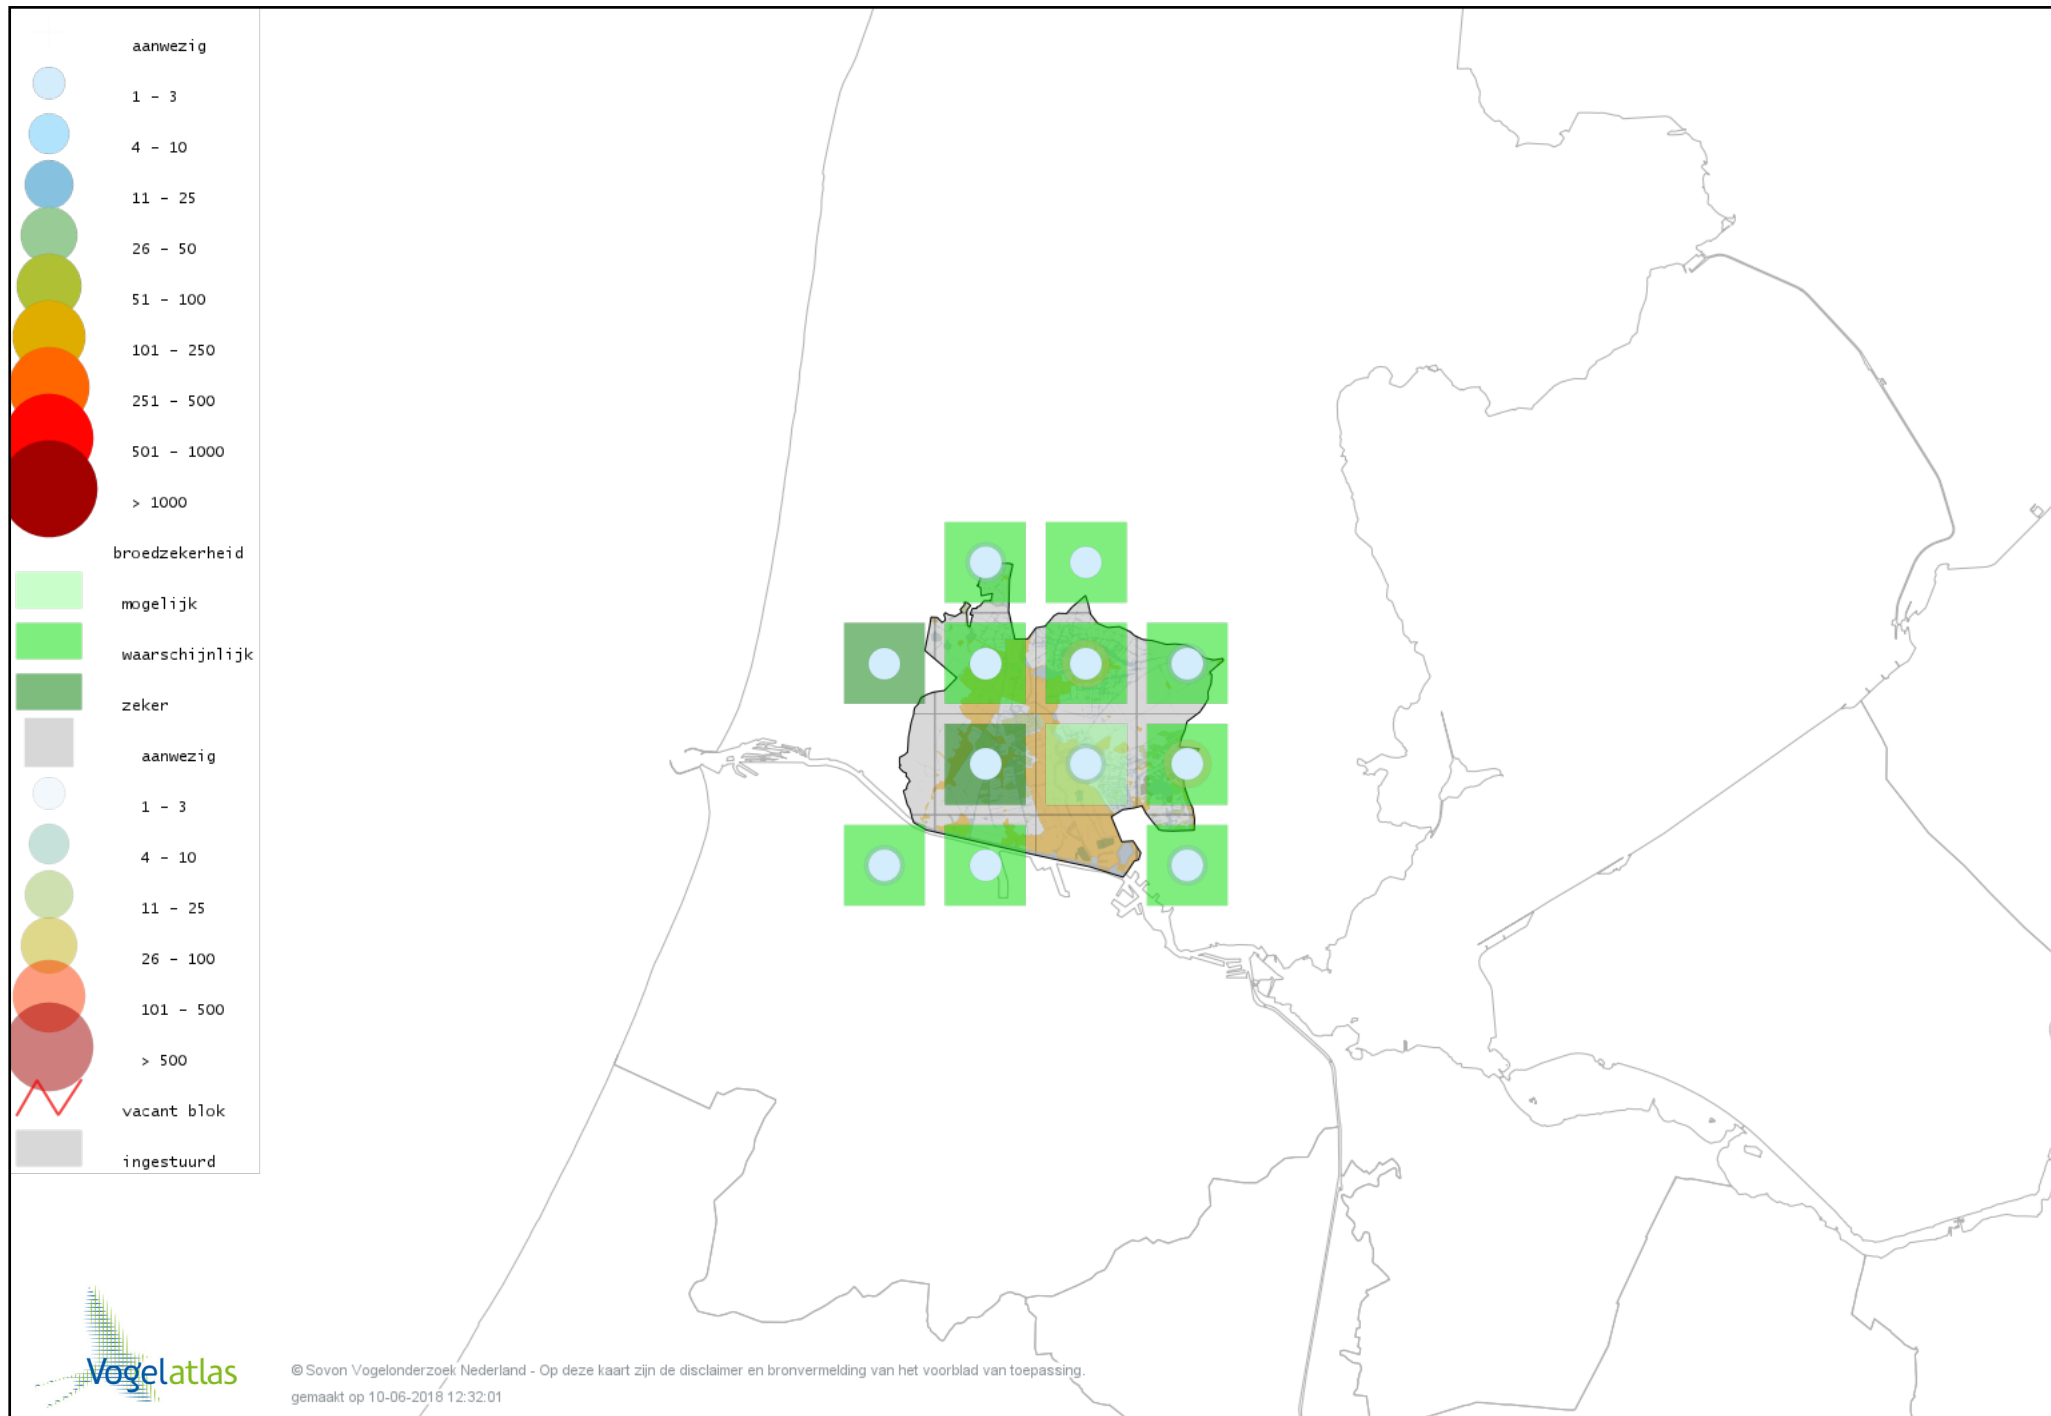 aanwezig
1 – 3
4 – 10
11 – 25
26 – 50
51 – 100
101 – 250
251 – 500
501 – 1000
> 1000
broedzekerheid
mogelijk
waarschijnlijk
zeker
aanwezig
1 – 3
4 – 10
11 – 25
26 – 100
101 – 500
> 500
vacant blok
ingestuurd
Vogelatlas
© Sovon Vogelonderzoek Nederland - Op deze kaart zijn de disclaimer en bronvermelding van het voorblad van toepassing.
gemaakt op 10-06-2018 12:32:01